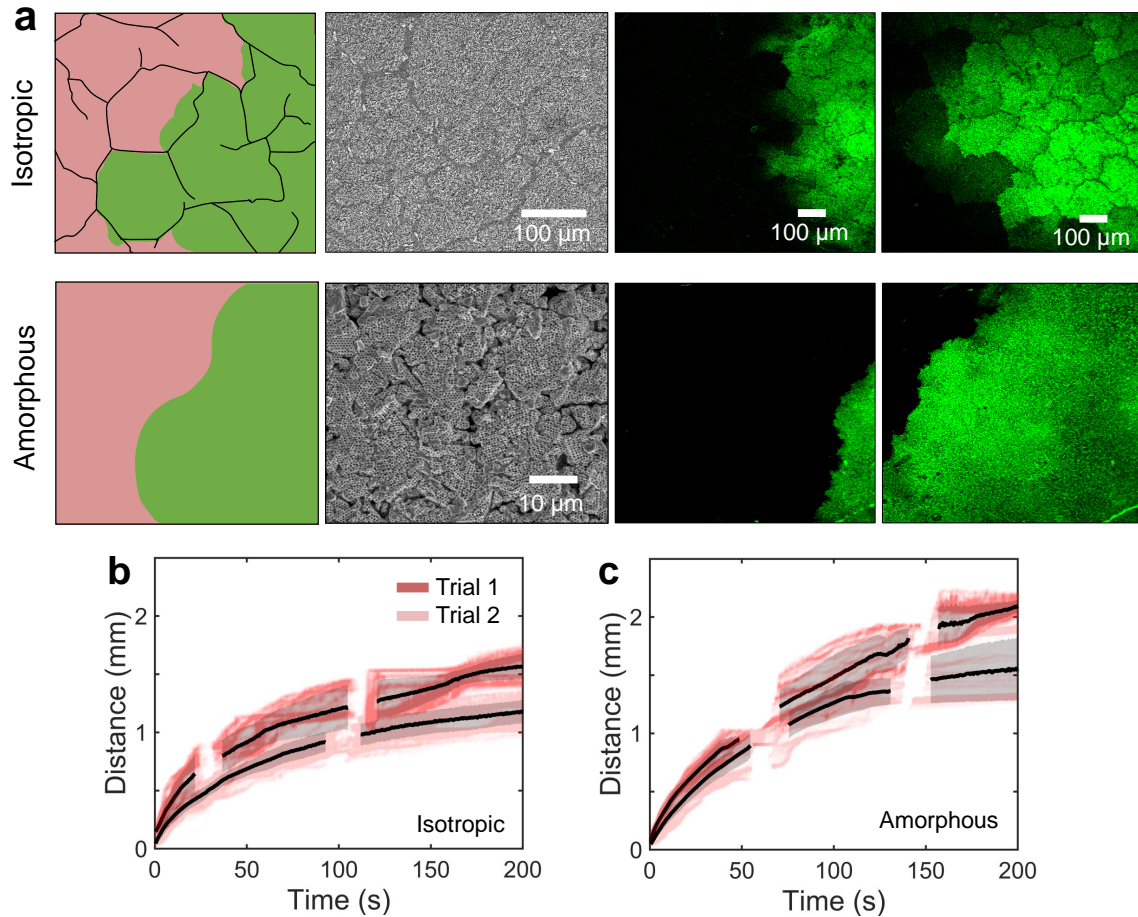 a
Isotropic
100 µm
100 µm
100 µm
Amorphous
10 µm
b
Trial 1
Trial 2
Distance (mm)
2
1
0
0
50
100
150
200
Time (s)
Isotropic
c
Distance (mm)
2
1
0
0
50
100
150
200
Time (s)
Amorphous